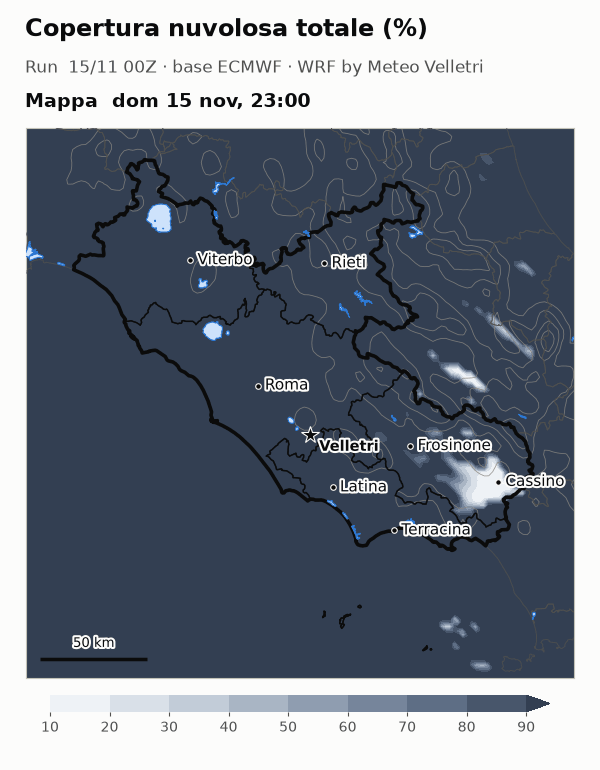 Copertura nuvolosa totale (%)
Run 15/11 00Z · base ECMWF · WRF by Meteo Velletri
Mappa dom 15 nov, 23:00
Viterbo
Rieti
Roma
Velletri
Frosinone
Cassino
Latina
Terracina
50 km
10 20 30 40 50 60 70 80 90